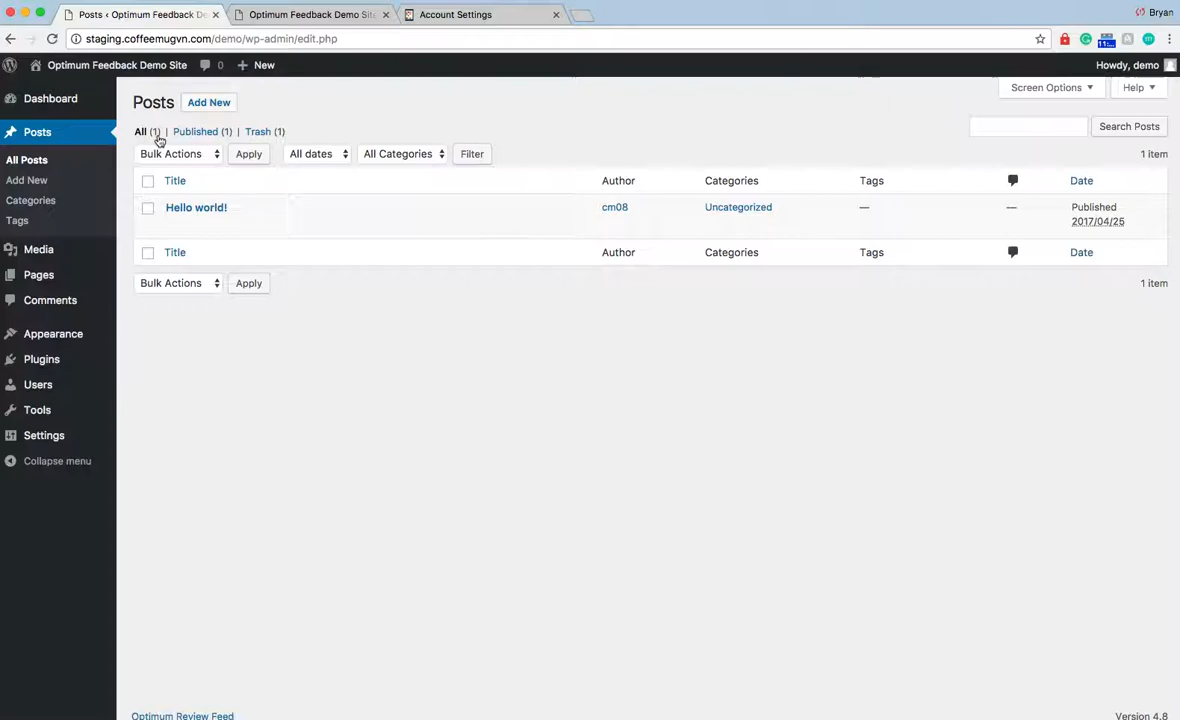 Posts ‹ Optimum Feedback De
Optimum Feedback Demo Site
Account Settings
Bryan
staging.coffeemugvn.com/demo/wp-admin/edit.php
11:
Optimum Feedback Demo Site 0 New
Howdy, demo
Dashboard
Posts
All Posts
Add New
Categories
Tags
Media
Pages
Comments
Appearance
Plugins
Users
Tools
Settings
Collapse menu
Screen Options
Help
Posts
Add New
All (1) | Published (1) | Trash (1)
Search Posts
Bulk Actions Apply All dates All Categories Filter
1 item
Title Author Categories Tags Date
Hello world! cm08 Uncategorized — — Published
2017/04/25
Title Author Categories Tags Date
Bulk Actions Apply
1 item
Optimum Review Feed
Version 4.8